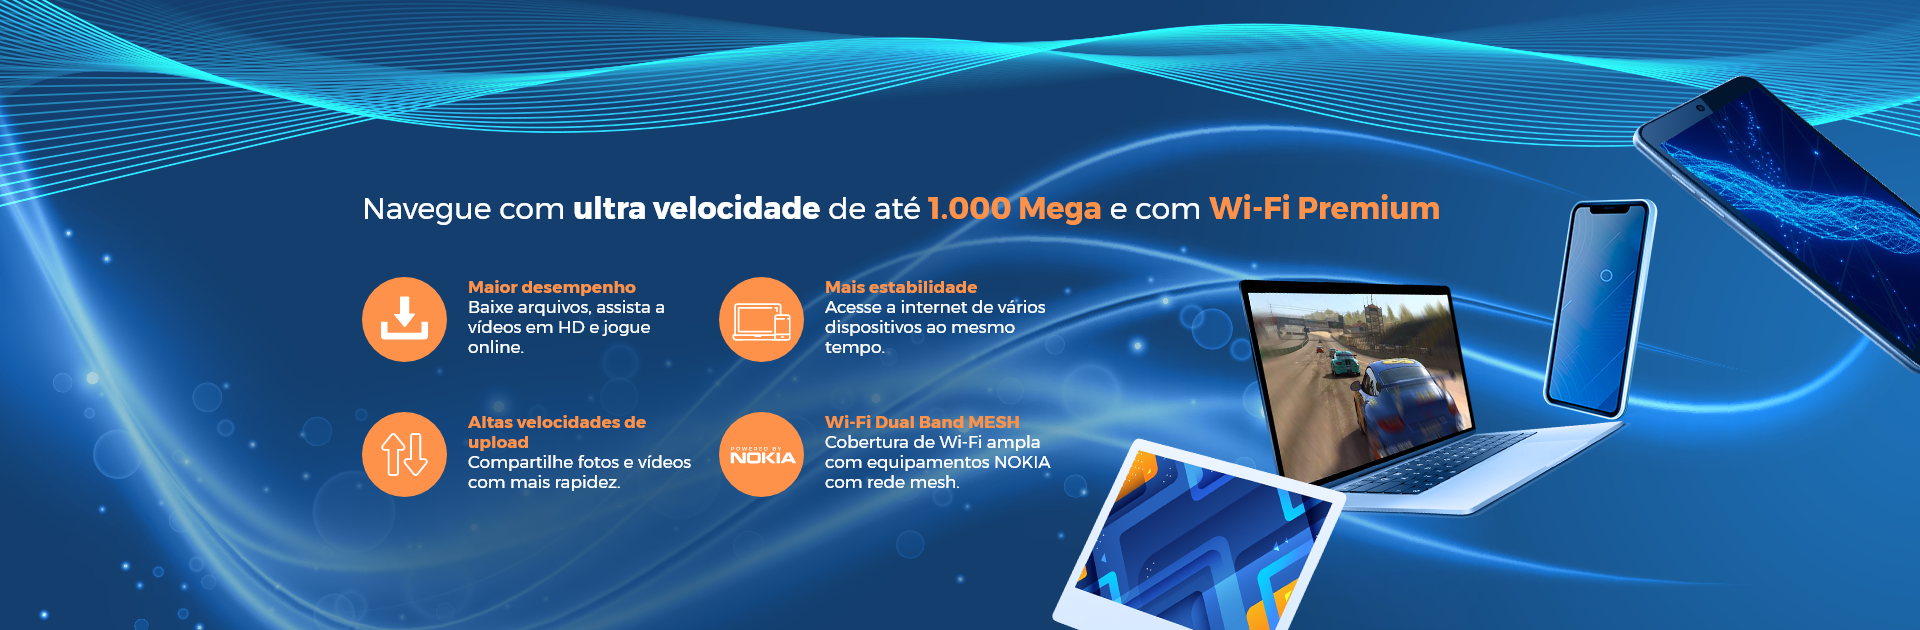 Navegue com ultra velocidade de até 1.000 Mega e com Wi-Fi Premium
Maior desempenho
Baixe arquivos, assista a
vídeos em HD e jogue
online.
Mais estabilidade
Acesse a internet de vários
dispositivos ao mesmo
tempo.
Altas velocidades de
upload
Compartilhe fotos e vídeos
com mais rapidez.
POWERED BY
NOKIA
Wi-Fi Dual Band MESH
Cobertura de Wi-Fi ampla
com equipamentos NOKIA
com rede mesh.